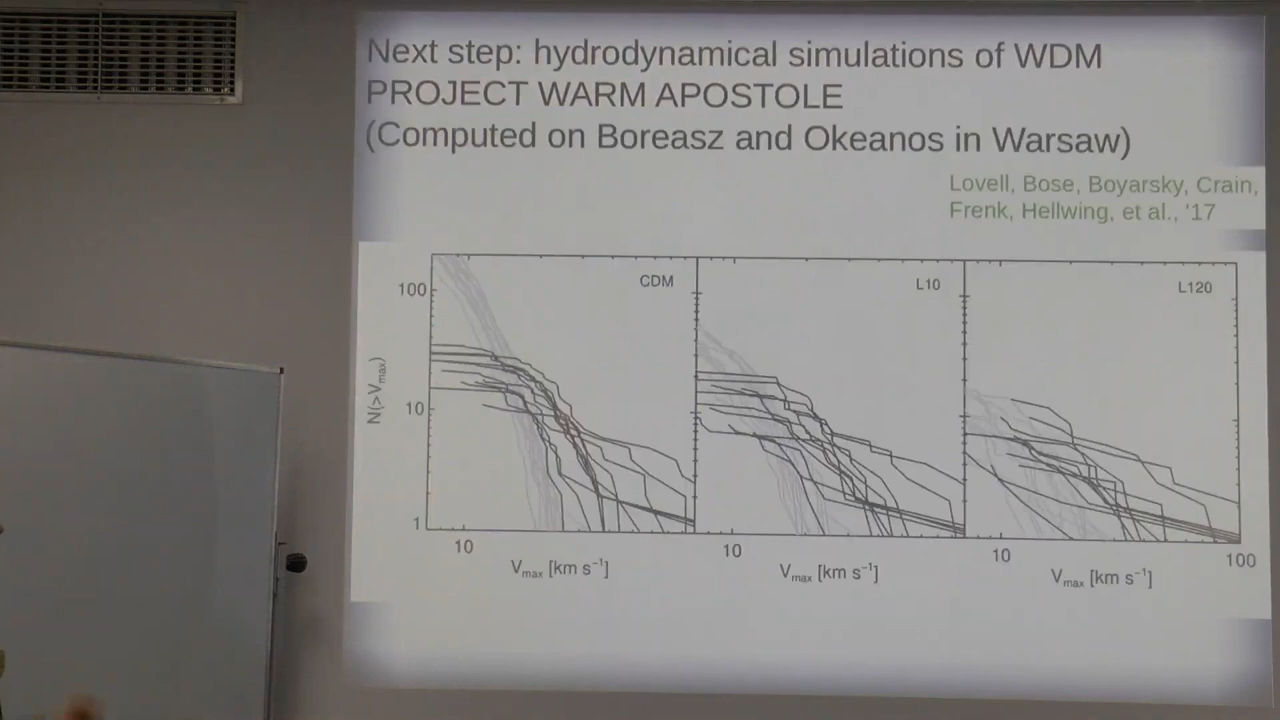 Next step: hydrodynamical simulations of WDM
PROJECT WARM APOSTOLE
(Computed on Boreasz and Okeanos in Warsaw)
Lovell, Bose, Boyarsky, Crain,
Frenk, Hellwing, et al., '17
CDM
L10
L120
100
10
1
N(>Vmax)
10
10
10
100
Vmax [km s⁻¹]
Vmax [km s⁻¹]
Vmax [km s⁻¹]